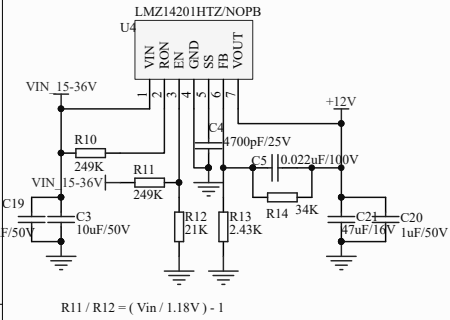 LMZ14201HTZ/NOPB
U4
VIN
RON
EN
GND
SS
FB
VOUT
1
2
3
4
5
6
7
VIN_15-36V
+12V
C4
4700pF/25V
R10
249K
C5
0.022uF/100V
R11
249K
VIN_15-36V
R14
34K
C19
F/50V
C3
10uF/50V
R12
21K
R13
2.43K
47uF/16V
C20
1uF/50V
R11 / R12 = ( Vin / 1.18V ) - 1